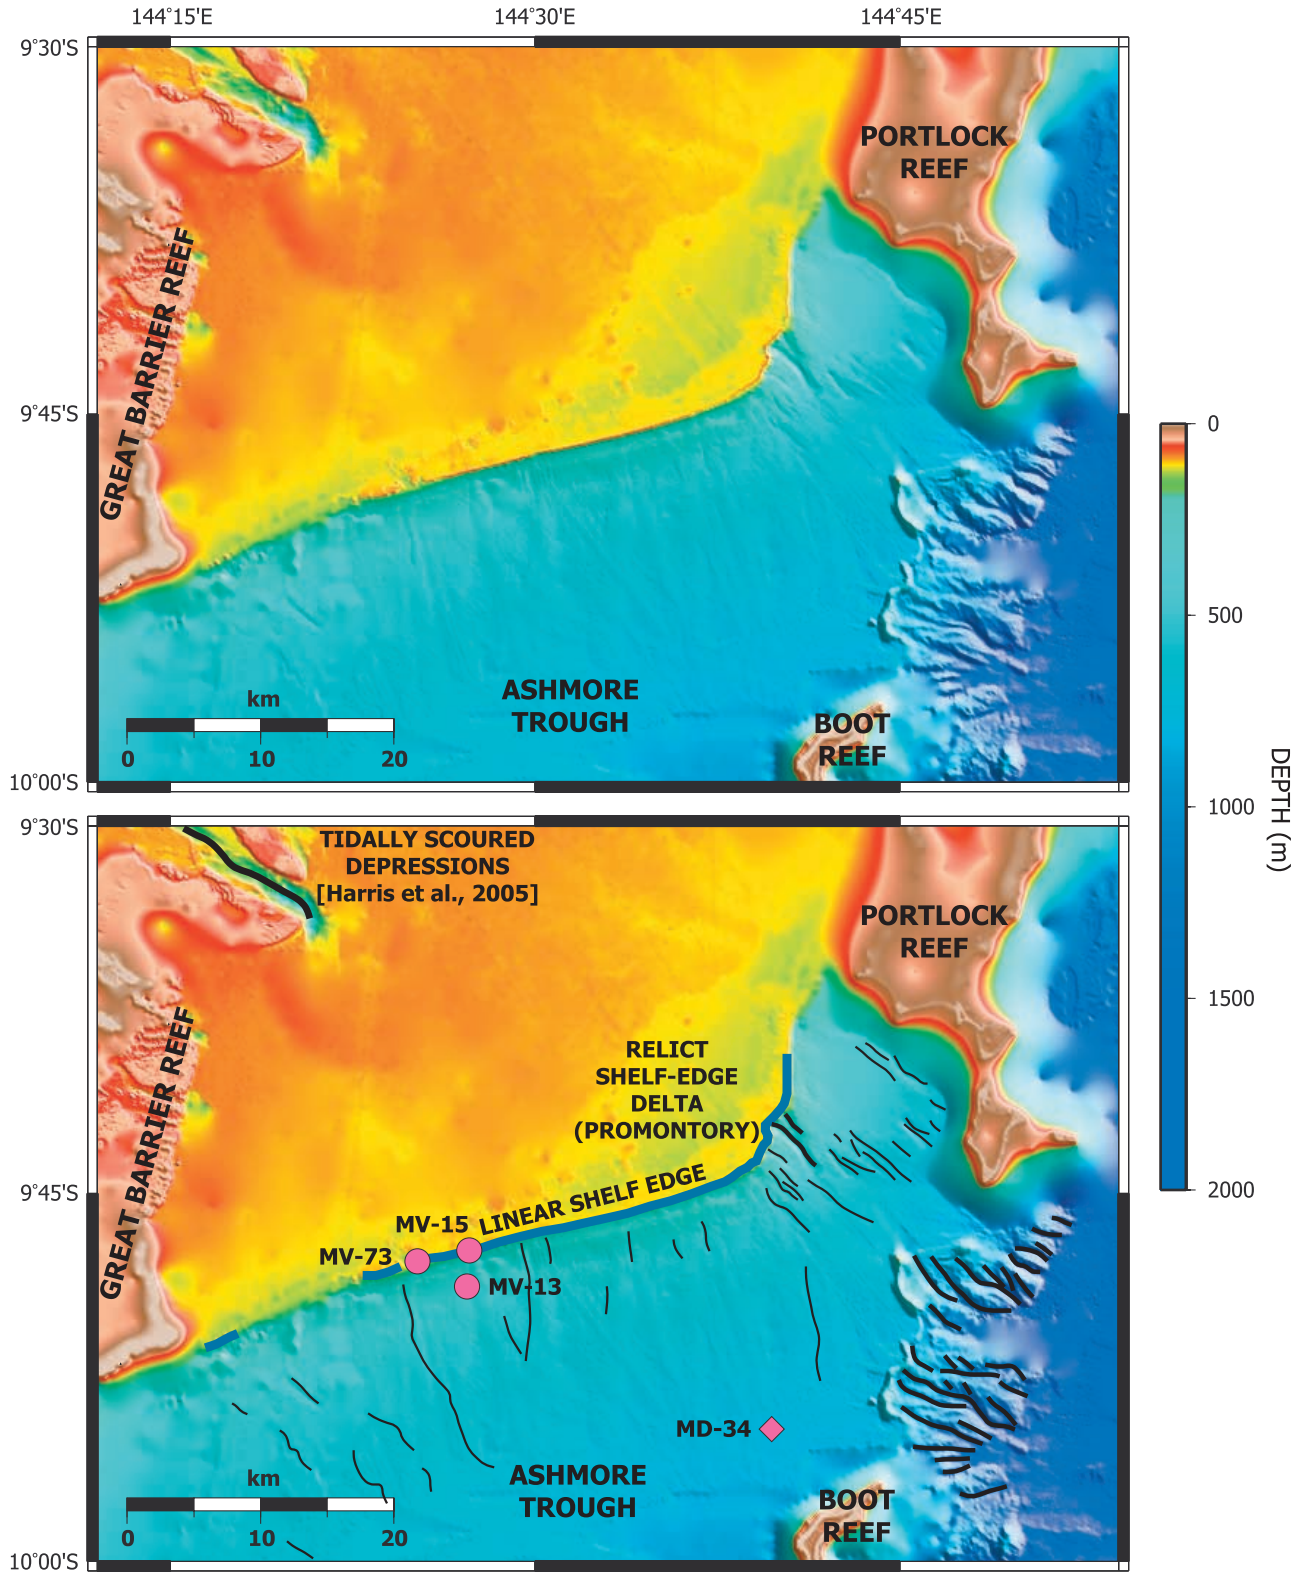 144°15'E 144°30'E 144°45'E
9°30'S
PORTLOCK
REEF
GREAT BARRIER REEF
9°45'S
ASHMORE
TROUGH
BOOT
REEF
km
0 10 20
10°00'S
0
500
1000
1500
2000
DEPTH (m)
9°30'S
TIDALLY SCOURED
DEPRESSIONS
[Harris et al., 2005]
PORTLOCK
REEF
GREAT BARRIER REEF
RELICT
SHELF-EDGE
DELTA
(PROMONTORY)
LINEAR SHELF EDGE
9°45'S
MV-15
MV-73
MV-13
MD-34
ASHMORE
TROUGH
BOOT
REEF
km
0 10 20
10°00'S